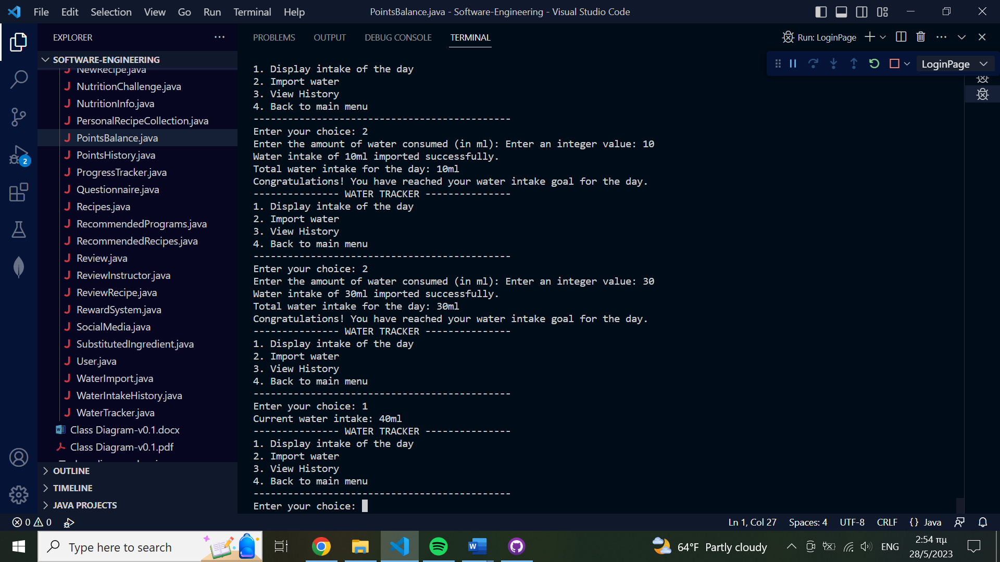 File Edit Selection View Go Run Terminal Help
PointsBalance.java - Software-Engineering - Visual Studio Code
EXPLORER
SOFTWARE-ENGINEERING
NewRecipe.java
NutritionChallenge.java
NutritionInfo.java
PersonalRecipeCollection.java
PointsBalance.java
PointsHistory.java
ProgressTracker.java
Questionnaire.java
Recipes.java
RecommendedPrograms.java
RecommendedRecipes.java
Review.java
ReviewInstructor.java
ReviewRecipe.java
RewardSystem.java
SocialMedia.java
SubstitutedIngredient.java
User.java
WaterImport.java
WaterIntakeHistory.java
WaterTracker.java
Class Diagram-v0.1.docx
Class Diagram-v0.1.pdf
OUTLINE
TIMELINE
JAVA PROJECTS
2
PROBLEMS OUTPUT DEBUG CONSOLE TERMINAL
Run: LoginPage
LoginPage
1. Display intake of the day
2. Import water
3. View History
4. Back to main menu
---------------------------------------------
Enter your choice: 2
Enter the amount of water consumed (in ml): Enter an integer value: 10
Water intake of 10ml imported successfully.
Total water intake for the day: 10ml
Congratulations! You have reached your water intake goal for the day.
--------------- WATER TRACKER ---------------
1. Display intake of the day
2. Import water
3. View History
4. Back to main menu
---------------------------------------------
Enter your choice: 2
Enter the amount of water consumed (in ml): Enter an integer value: 30
Water intake of 30ml imported successfully.
Total water intake for the day: 30ml
Congratulations! You have reached your water intake goal for the day.
--------------- WATER TRACKER ---------------
1. Display intake of the day
2. Import water
3. View History
4. Back to main menu
---------------------------------------------
Enter your choice: 1
Current water intake: 40ml
--------------- WATER TRACKER ---------------
1. Display intake of the day
2. Import water
3. View History
4. Back to main menu
---------------------------------------------
Enter your choice:
0 0
Ln 1, Col 27 Spaces: 4 UTF-8 CRLF {} Java
Type here to search
64°F Partly cloudy
ENG
2:54 πμ
28/5/2023